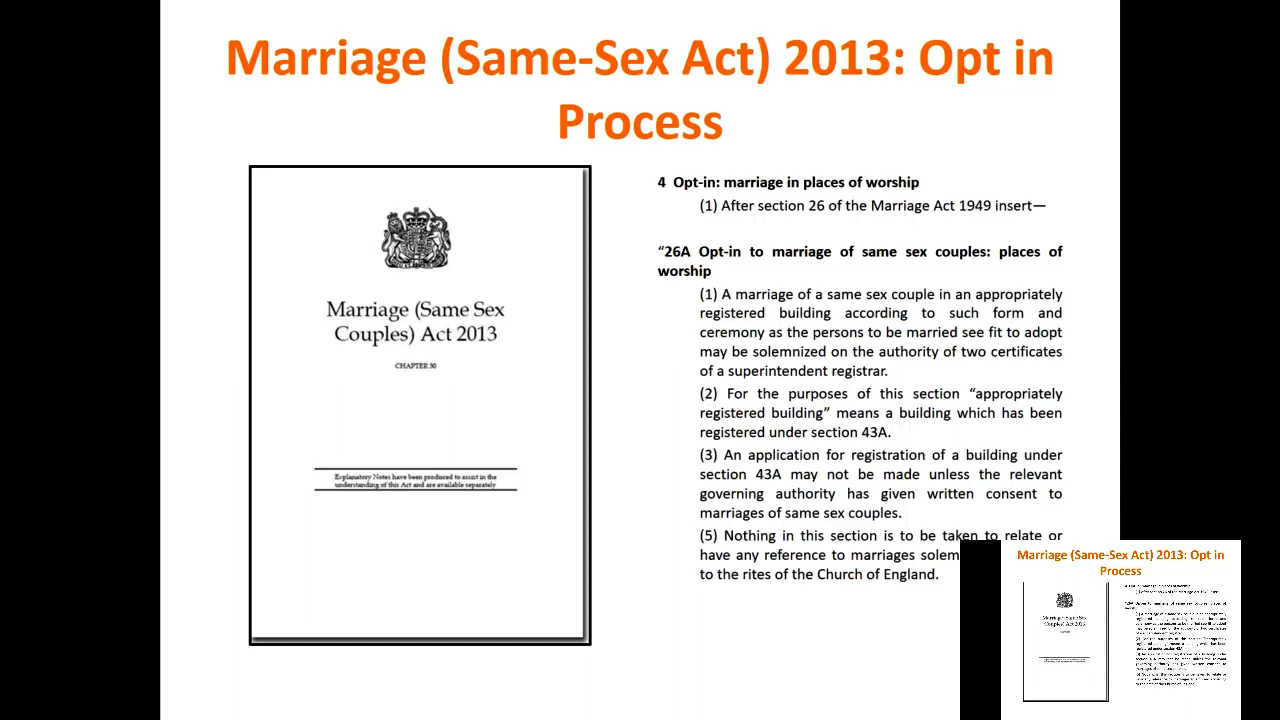 Marriage (Same-Sex Act) 2013: Opt in
Process
Marriage (Same Sex
Couples) Act 2013
CHAPTER 30
Explanatory Notes have been produced to assist in the
understanding of this Act and are available separately
4 Opt-in: marriage in places of worship
(1) After section 26 of the Marriage Act 1949 insert—
“26A Opt-in to marriage of same sex couples: places of
worship
(1) A marriage of a same sex couple in an appropriately
registered building according to such form and
ceremony as the persons to be married see fit to adopt
may be solemnized on the authority of two certificates
of a superintendent registrar.
(2) For the purposes of this section “appropriately
registered building” means a building which has been
registered under section 43A.
(3) An application for registration of a building under
section 43A may not be made unless the relevant
governing authority has given written consent to
marriages of same sex couples.
(5) Nothing in this section is to be taken to relate or
have any reference to marriages solem
to the rites of the Church of England.
Marriage (Same-Sex Act) 2013: Opt in
Process
Marriage (Same Sex
Couples) Act 2013